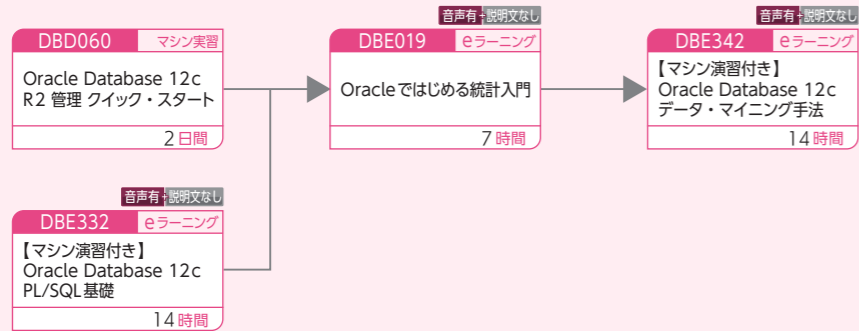 DBD060 マシン実習
Oracle Database 12c
R2 管理 クイック・スタート
2日間
音声有+説明文なし
DBE332 eラーニング
【マシン演習付き】
Oracle Database 12c
PL/SQL基礎
14時間
音声有+説明文なし
DBE019 eラーニング
Oracleではじめる統計入門
7時間
音声有+説明文なし
DBE342 eラーニング
【マシン演習付き】
Oracle Database 12c
データ・マイニング手法
14時間